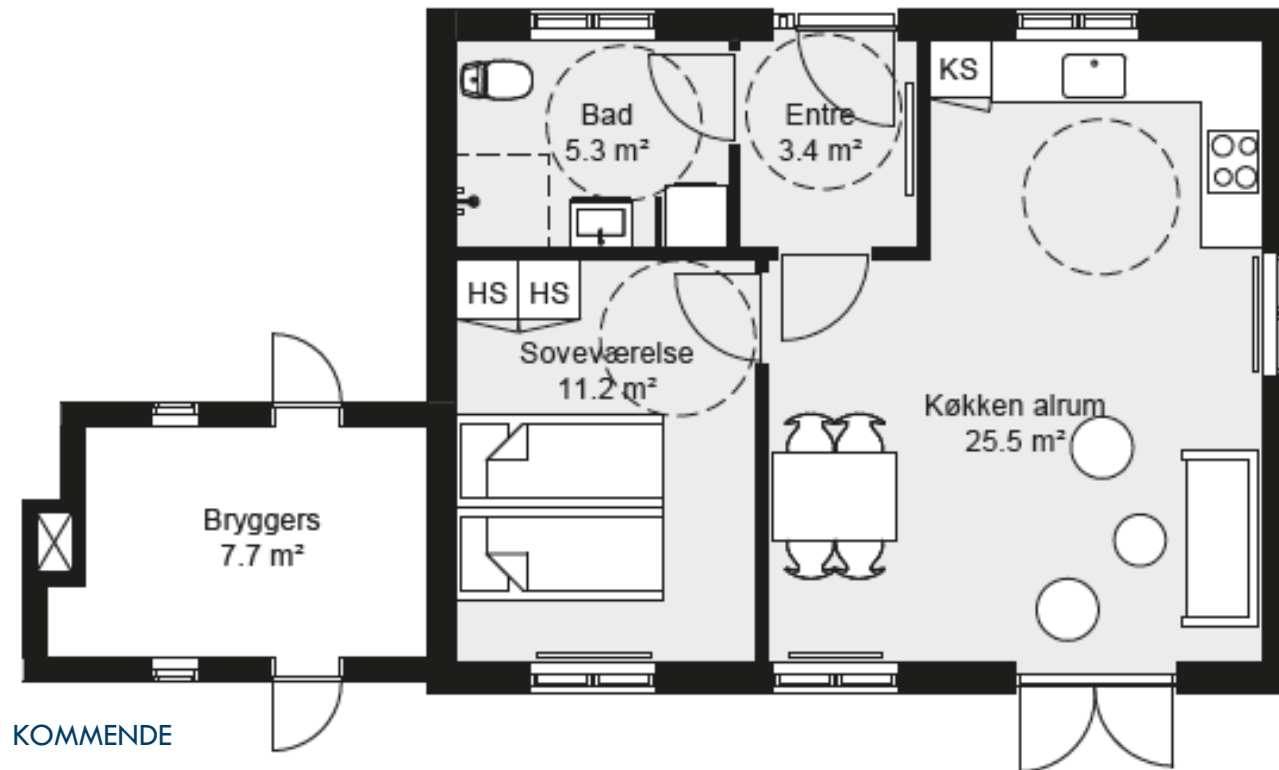 Bad
5.3 m²
Entre
3.4 m²
KS
HS HS
Soveværelse
11.2 m²
Køkken alrum
25.5 m²
Bryggers
7.7 m²
KOMMENDE